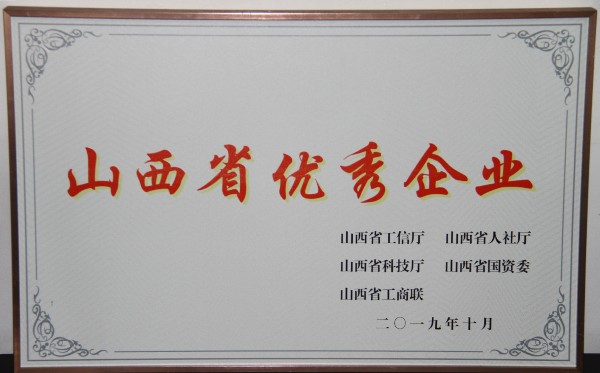 山西省优秀企业
山西省工信厅 山西省人社厅
山西省科技厅 山西省国资委
山西省工商联
二〇一九年十月